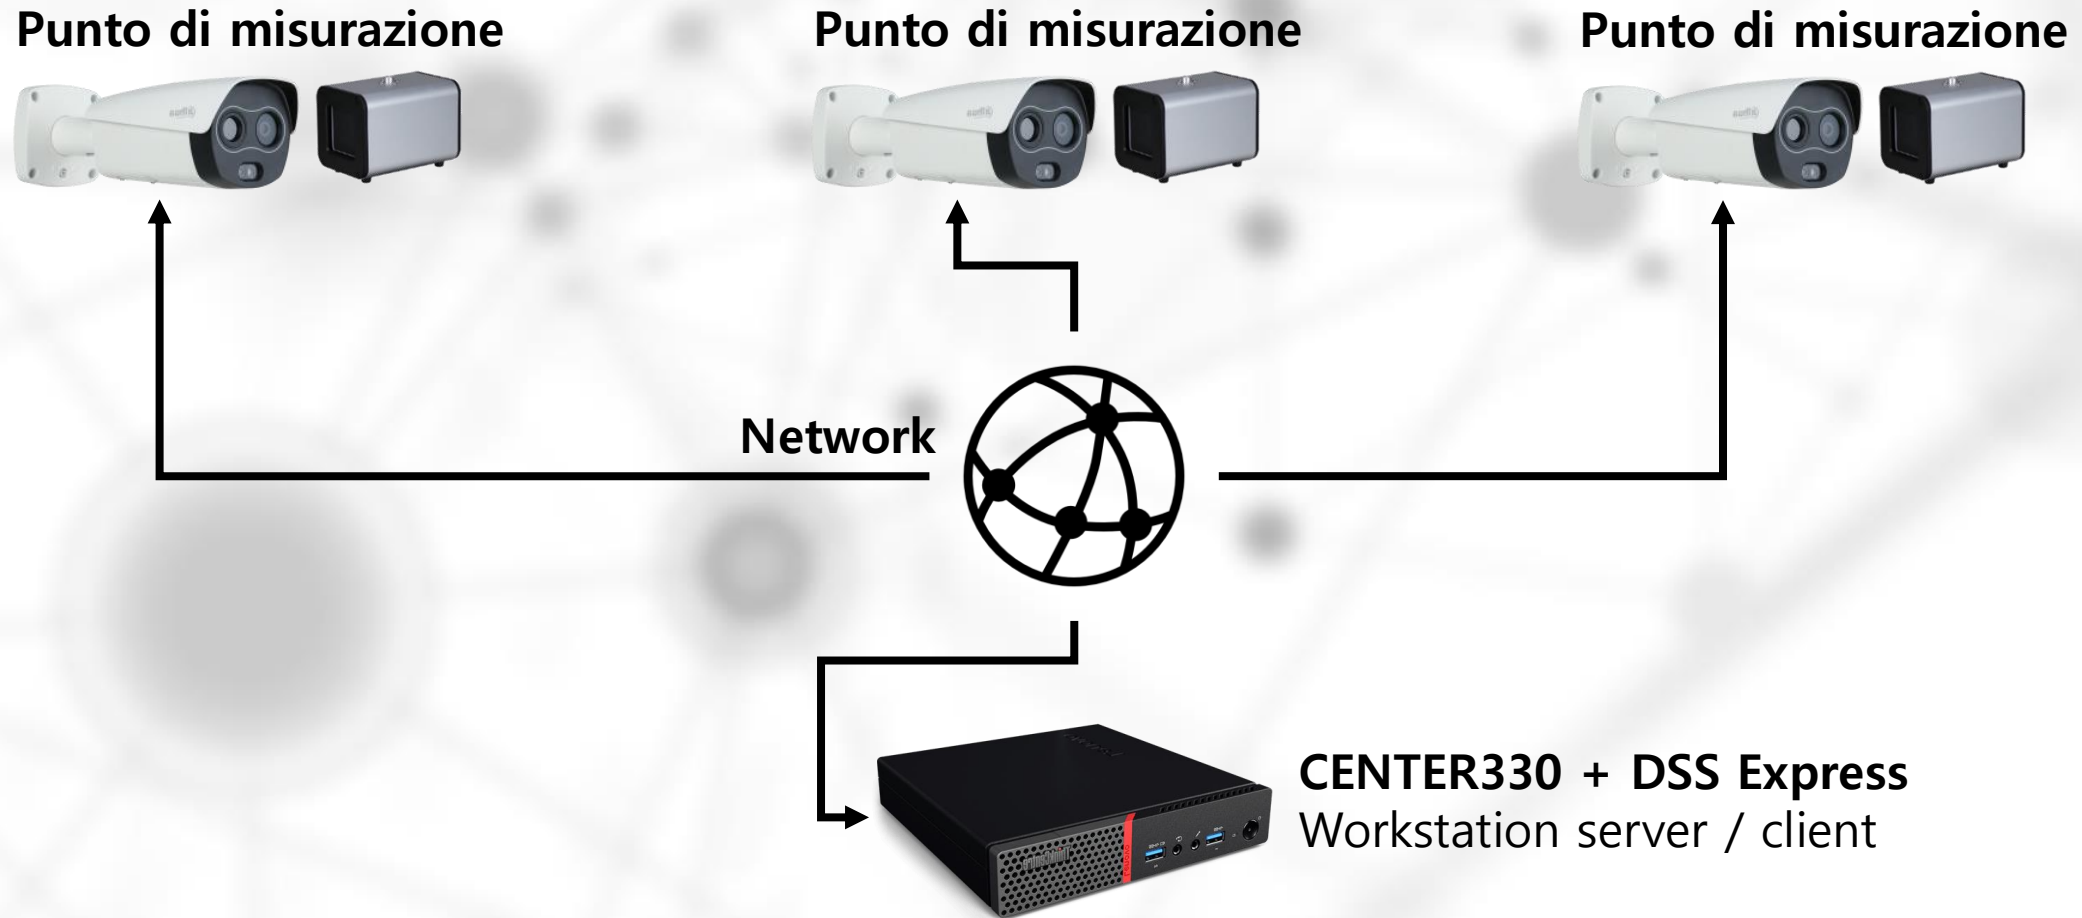 Punto di misurazione
Punto di misurazione
Punto di misurazione
Network
CENTER330 + DSS Express
Workstation server / client